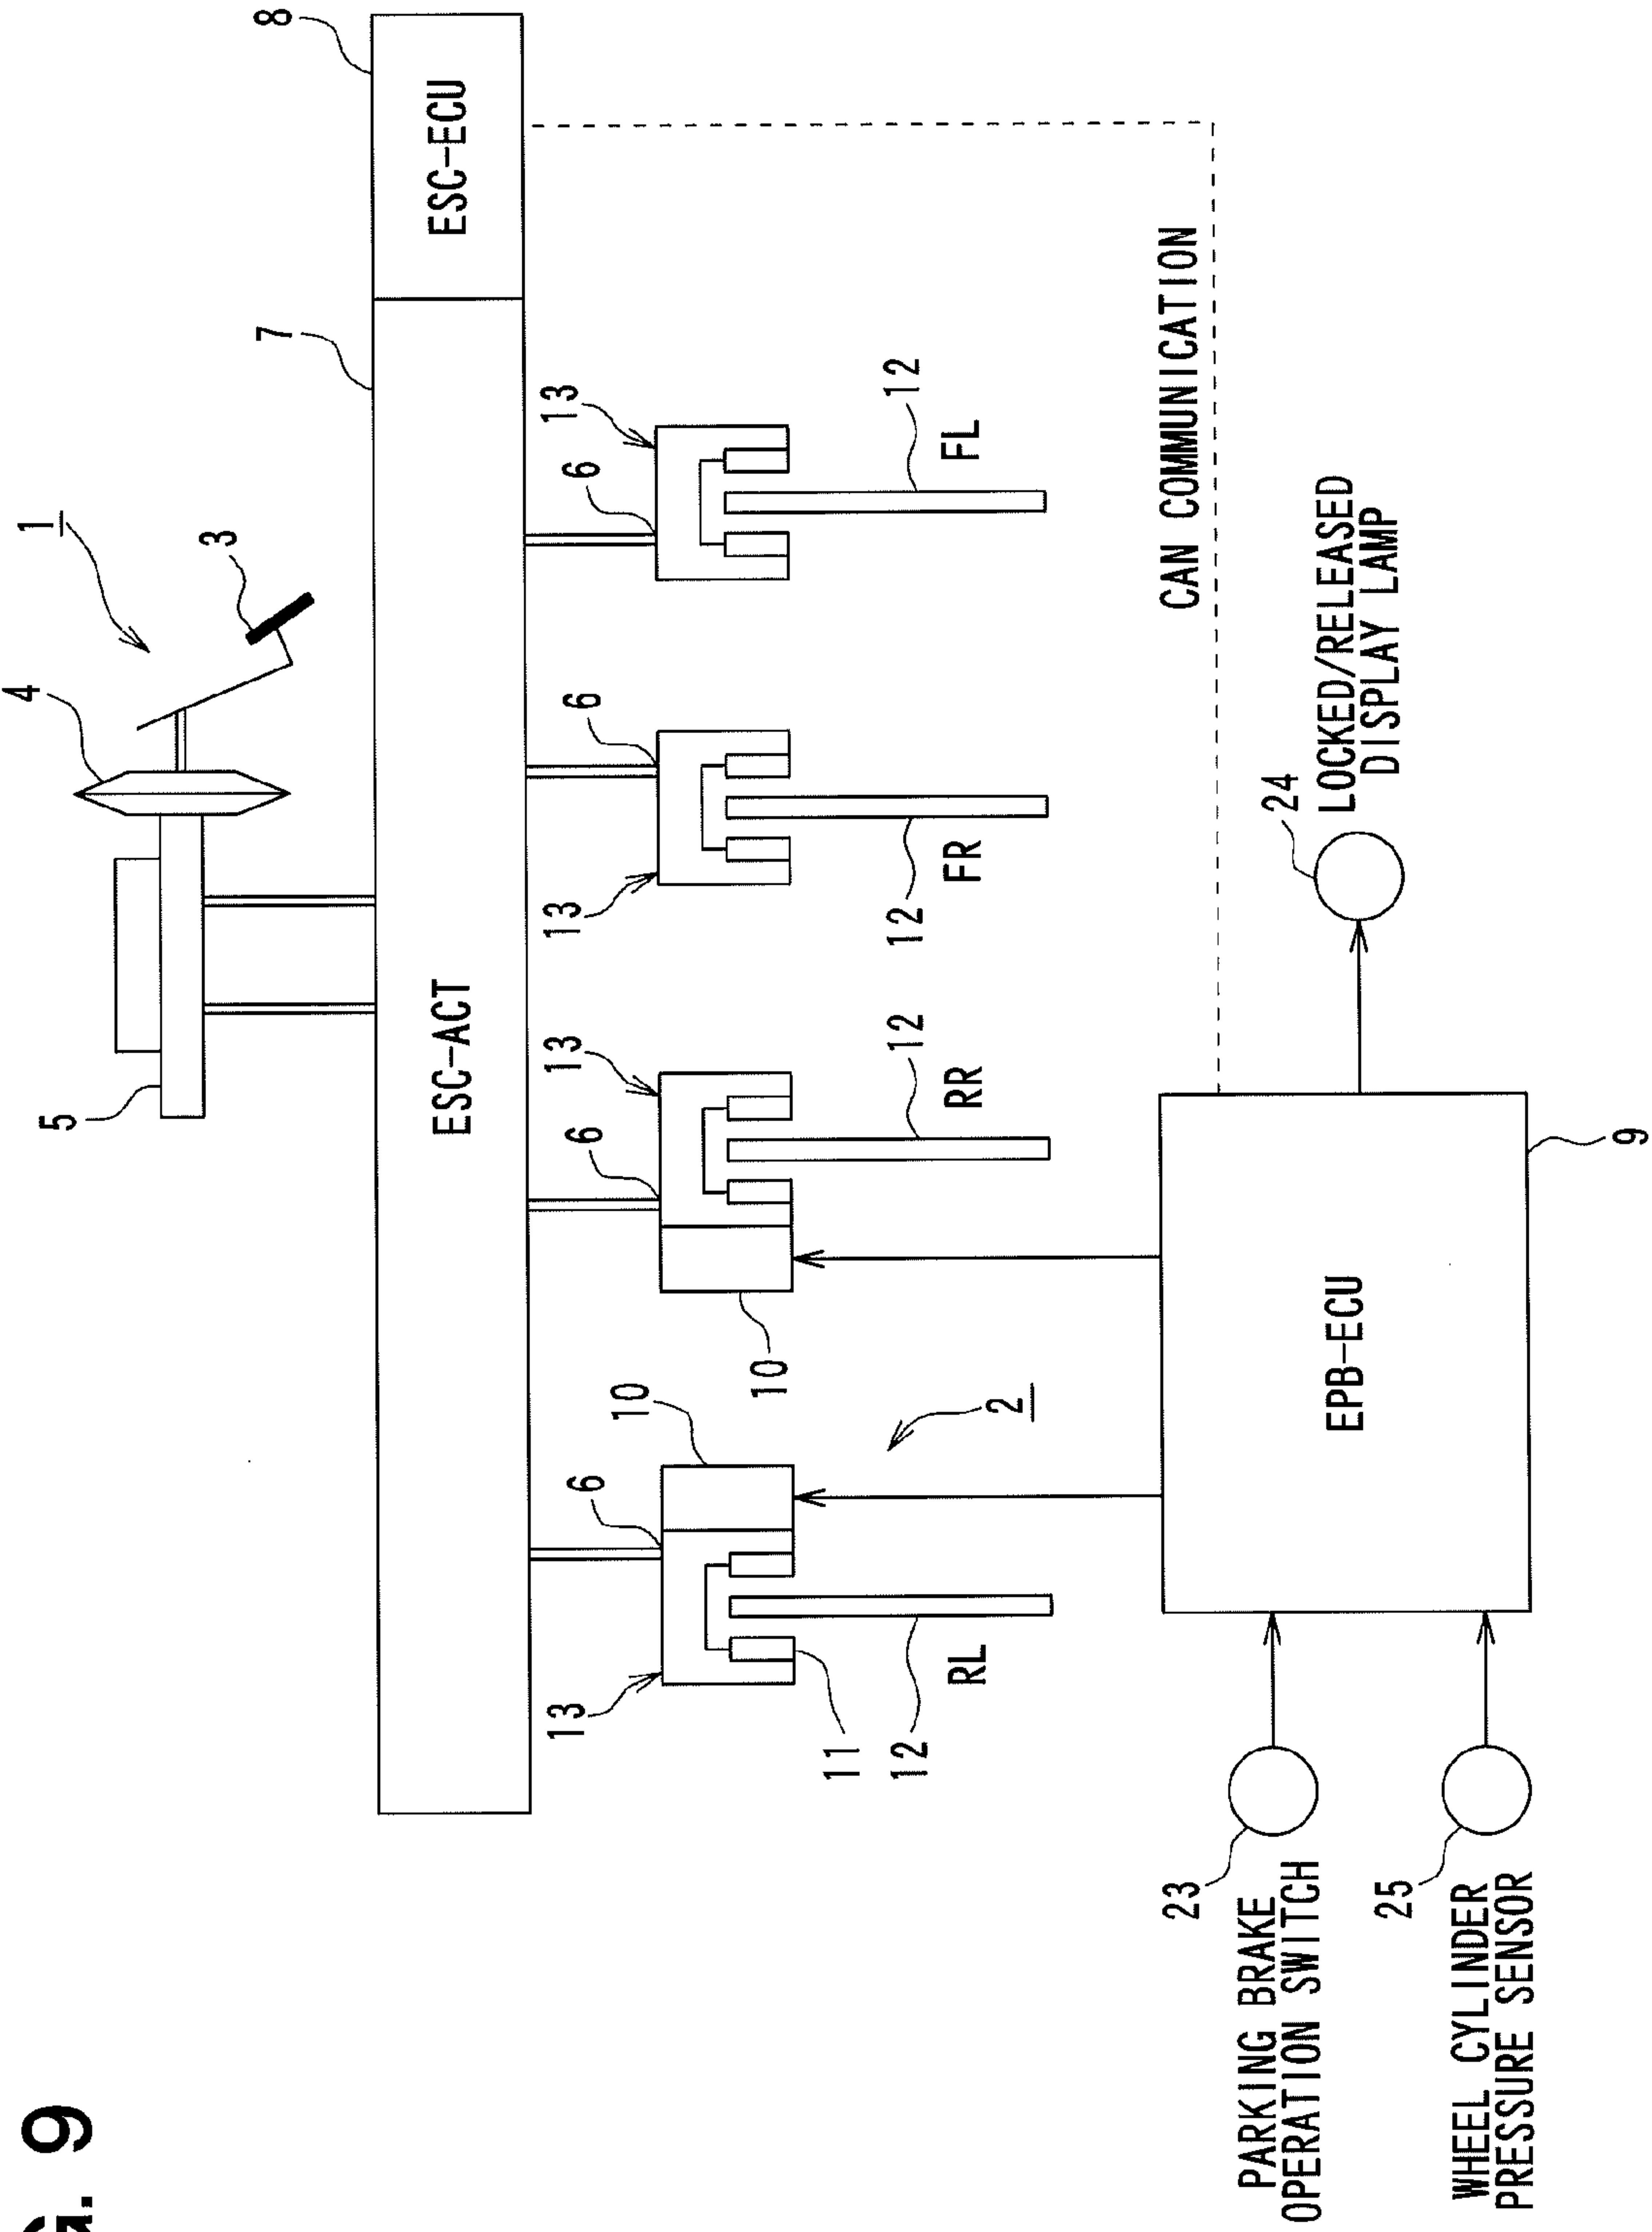 G. 9
1
3
4
5
7
8
ESC-ACT
ESC-ECU
13
6
10
11
12
RL
6
13
10
12
RR
13
6
12
FR
6
13
12
FL
2
CAN COMMUNICATION
EPB-ECU
9
23
PARKING BRAKE
OPERATION SWITCH
25
WHEEL CYLINDER
PRESSURE SENSOR
24
LOCKED/RELEASED
DISPLAY LAMP